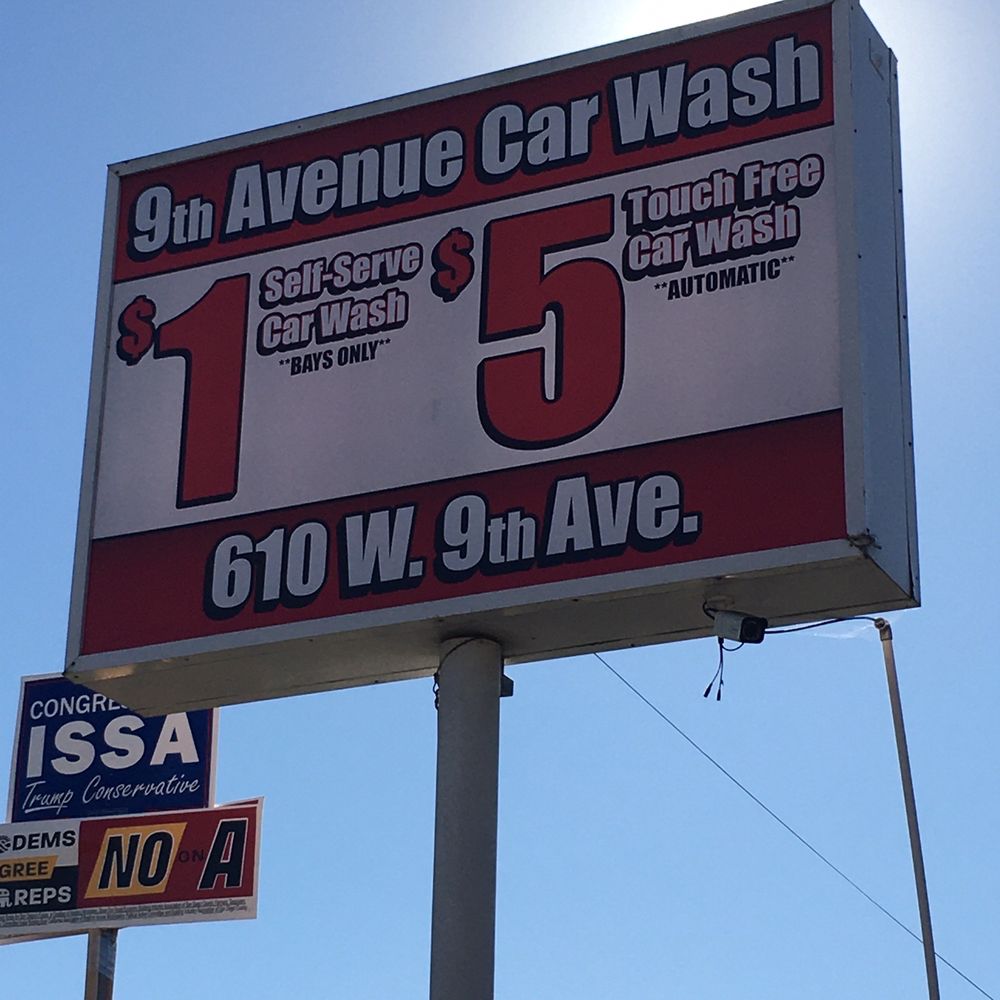 9th Avenue Car Wash
$1
Self-Serve
Car Wash
**BAYS ONLY**
$5
Touch Free
Car Wash
**AUTOMATIC**
610 W. 9th Ave.
ISSA
Trump Conservative
DEMS
REPS
NO ON A